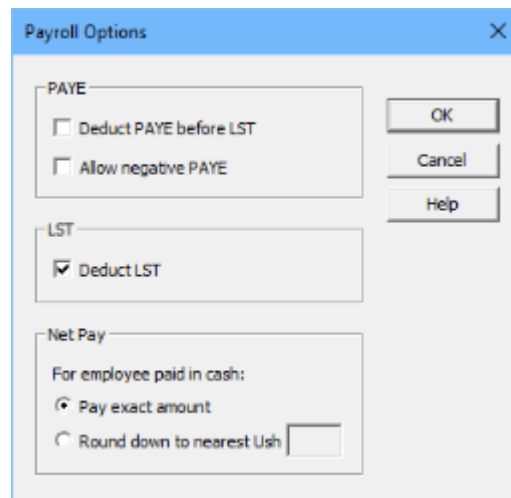 Payroll Options
PAYE
Deduct PAYE before LST
Allow negative PAYE
OK
Cancel
Help
LST
Deduct LST
Net Pay
For employee paid in cash:
Pay exact amount
Round down to nearest Ush